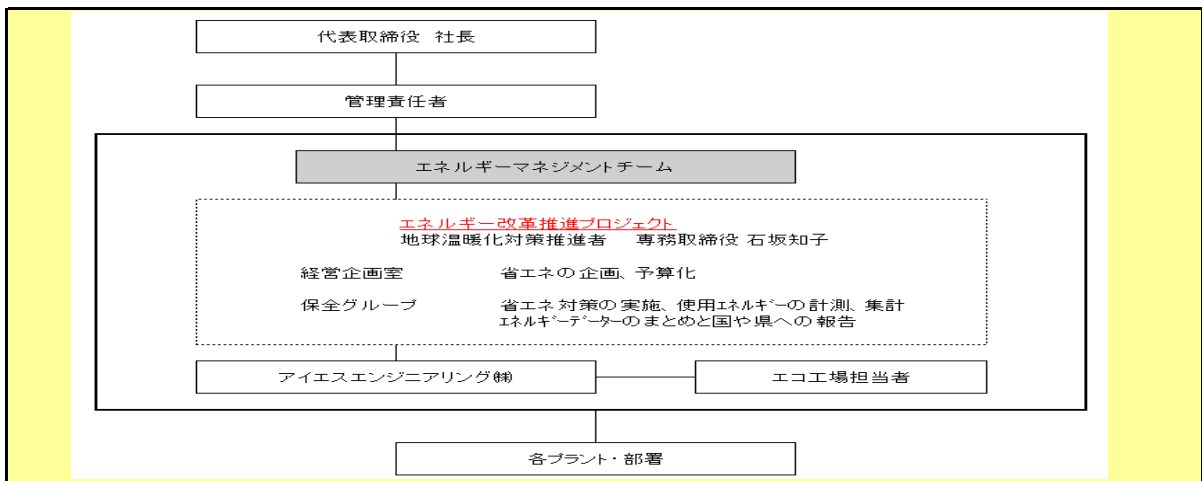 代表取締役 社長
管理責任者
エネルギーマネジメントチーム
エネルギー改革推進プロジェクト
地球温暖化対策推進者 専務取締役 石坂知子
経営企画室 省エネの企画、予算化
保全グループ 省エネ対策の実施、使用ｴﾈﾙｷﾞｰの計測、集計
ｴﾈﾙｷﾞｰﾃﾞｰﾀｰのまとめと国や県への報告
アイエスエンジニアリング㈱ エコ工場担当者
各プラント・部署